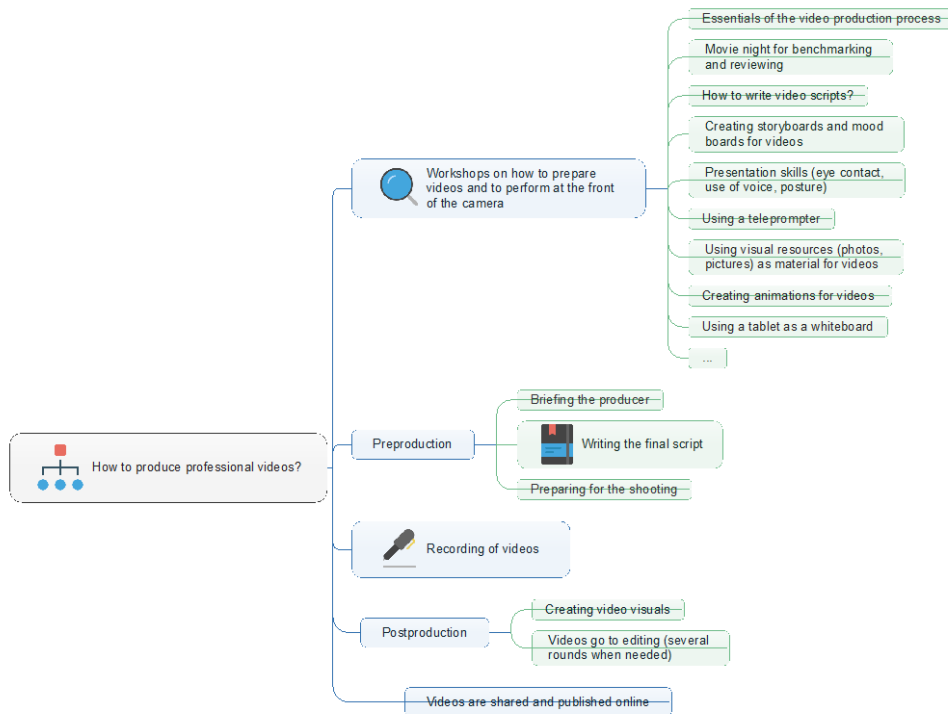 Essentials of the video production process
Movie night for benchmarking
and reviewing
How to write video scripts?
Creating storyboards and mood
boards for videos
Workshops on how to prepare
videos and to perform at the front
of the camera
Presentation skills (eye contact,
use of voice, posture)
Using a teleprompter
Using visual resources (photos,
pictures) as material for videos
Creating animations for videos
Using a tablet as a whiteboard
...
How to produce professional videos?
Preproduction
Briefing the producer
Writing the final script
Preparing for the shooting
Recording of videos
Postproduction
Creating video visuals
Videos go to editing (several
rounds when needed)
Videos are shared and published online